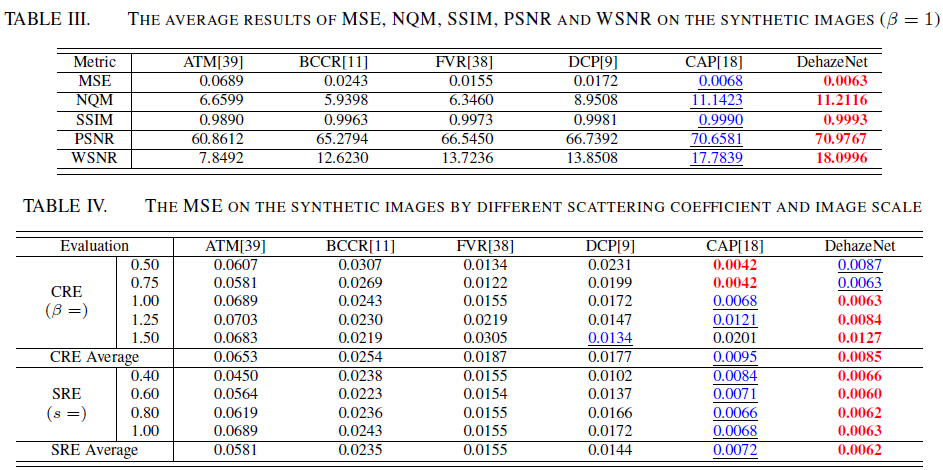 TABLE III. THE AVERAGE RESULTS OF MSE, NQM, SSIM, PSNR AND WSNR ON THE SYNTHETIC IMAGES (β = 1)
Metric ATM[39] BCCR[11] FVR[38] DCP[9] CAP[18] DehazeNet
MSE 0.0689 0.0243 0.0155 0.0172 0.0068 0.0063
NQM 6.6599 5.9398 6.3460 8.9508 11.1423 11.2116
SSIM 0.9890 0.9963 0.9973 0.9981 0.9990 0.9993
PSNR 60.8612 65.2794 66.5450 66.7392 70.6581 70.9767
WSNR 7.8492 12.6230 13.7236 13.8508 17.7839 18.0996
TABLE IV. THE MSE ON THE SYNTHETIC IMAGES BY DIFFERENT SCATTERING COEFFICIENT AND IMAGE SCALE
Evaluation ATM[39] BCCR[11] FVR[38] DCP[9] CAP[18] DehazeNet
CRE (β =) 0.50 0.0607 0.0307 0.0134 0.0231 0.0042 0.0087
0.75 0.0581 0.0269 0.0122 0.0199 0.0042 0.0063
1.00 0.0689 0.0243 0.0155 0.0172 0.0068 0.0063
1.25 0.0703 0.0230 0.0219 0.0147 0.0121 0.0084
1.50 0.0683 0.0219 0.0305 0.0134 0.0201 0.0127
CRE Average 0.0653 0.0254 0.0187 0.0177 0.0095 0.0085
SRE (s =) 0.40 0.0450 0.0238 0.0155 0.0102 0.0084 0.0066
0.60 0.0564 0.0223 0.0154 0.0137 0.0071 0.0060
0.80 0.0619 0.0236 0.0155 0.0166 0.0066 0.0062
1.00 0.0689 0.0243 0.0155 0.0172 0.0068 0.0063
SRE Average 0.0581 0.0235 0.0155 0.0144 0.0072 0.0062